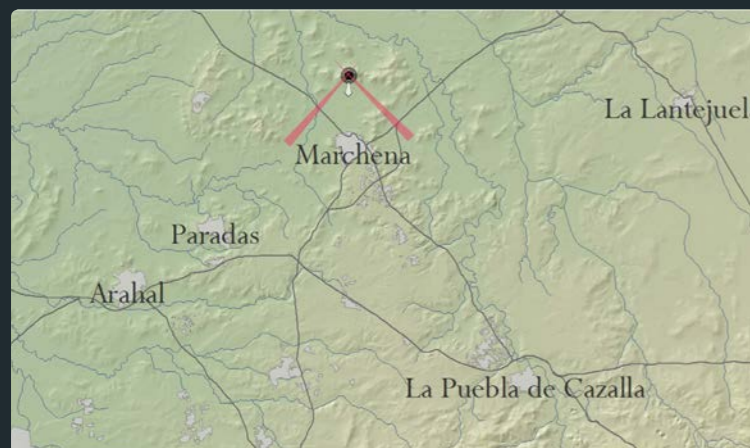 La Lantejuel
Marchena
Paradas
Arahal
La Puebla de Cazalla